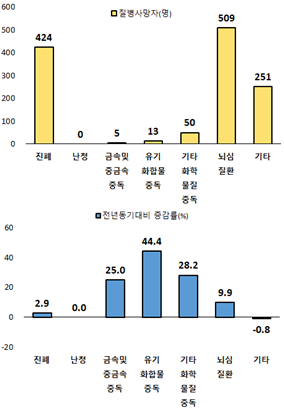 질병사망자(명)
600
500
400
300
200
100
0
424 0 5 13 50 509 251
진폐 난청 금속및 유기 기타 뇌심 기타
중금속 화합물 화학 질환
중독 중독 물질
중독
전년동기대비 증감률(%)
60
40
20
0
-20
2.9 0.0 25.0 44.4 28.2 9.9 -0.8
진폐 난청 금속및 유기 기타 뇌심 기타
중금속 화합물 화학 질환
중독 중독 물질
중독